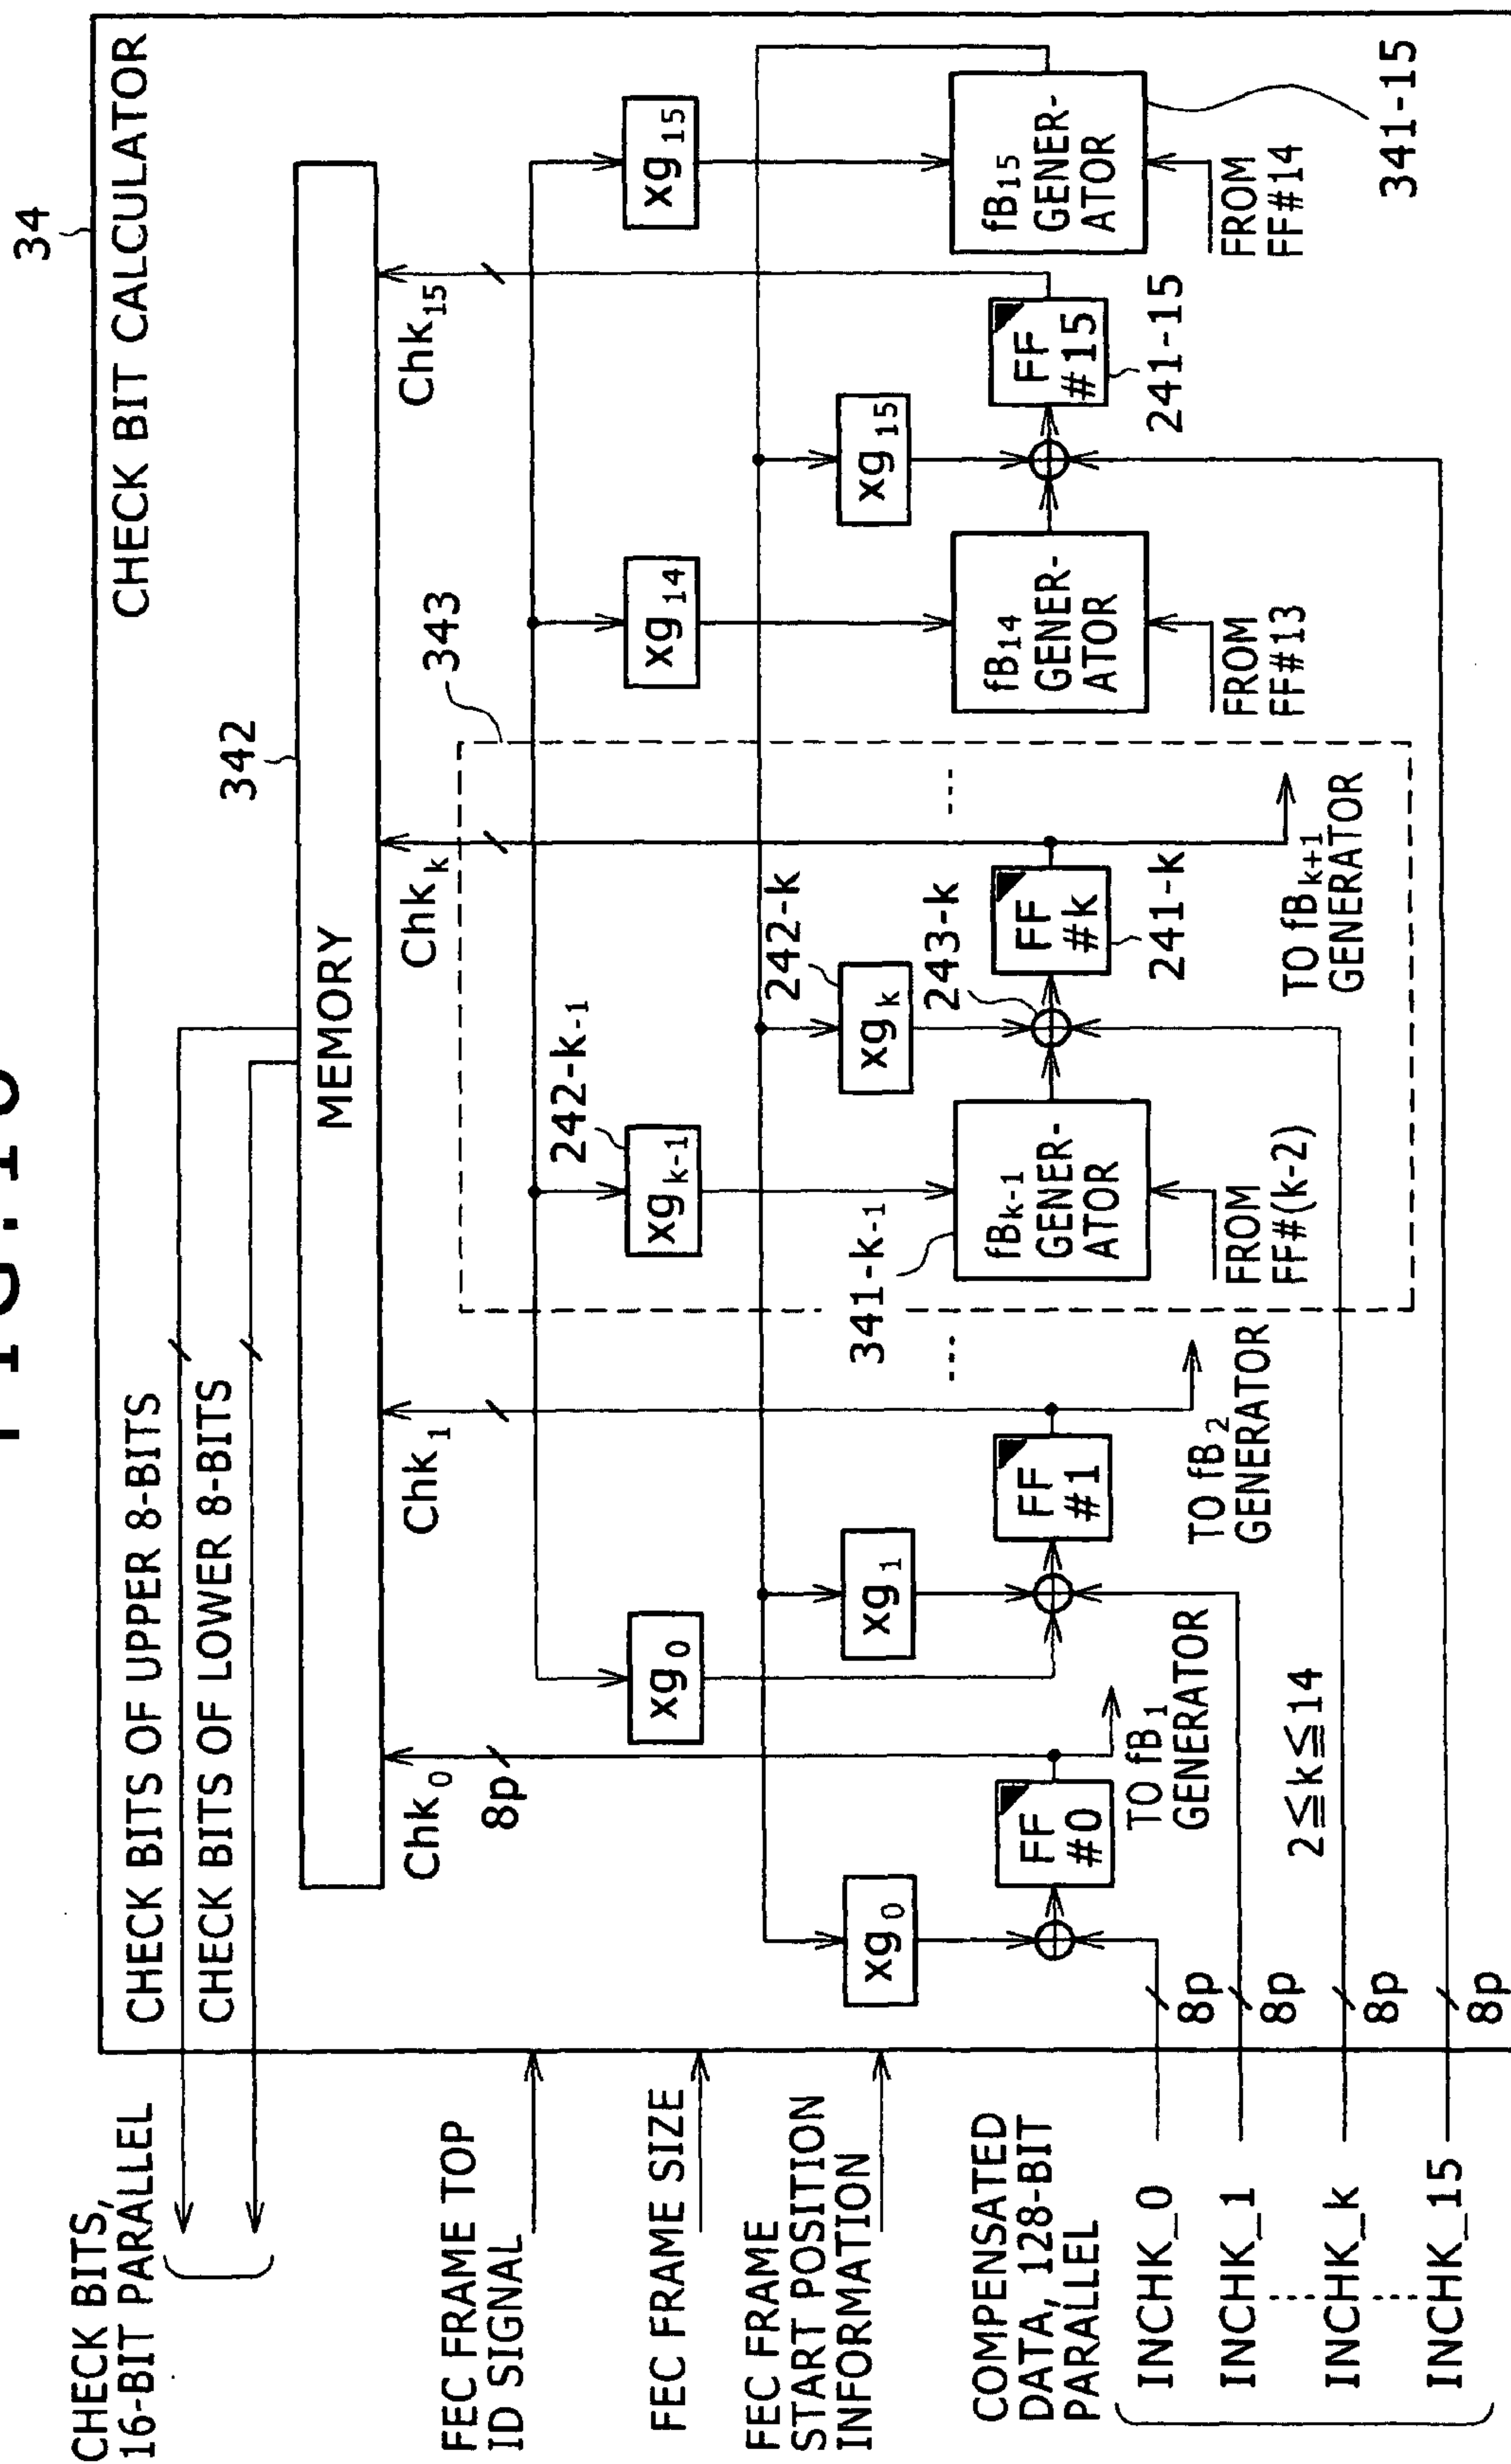 FIG. 10
34
CHECK BIT CALCULATOR
CHECK BITS,
16-BIT PARALLEL
CHECK BITS OF UPPER 8-BITS
CHECK BITS OF LOWER 8-BITS
342
MEMORY
343
Chk0
8p
Chk1
Chkk
Chk15
FEC FRAME TOP
ID SIGNAL
FEC FRAME SIZE
FEC FRAME
START POSITION
INFORMATION
242-k-1
xg0
xgk-1
xg14
xg15
242-k
xg0
xg1
xgk
xg15
243-k
341-k-1
FF
#0
FF
#1
fBk-1
GENER-
ATOR
FF
#k
241-k
fB14
GENER-
ATOR
FF
#15
241-15
fB15
GENER-
ATOR
341-15
...
...
TO fB1
GENERATOR
TO fB2
GENERATOR
FROM
FF#(k-2)
TO fBk+1
GENERATOR
FROM
FF#13
FROM
FF#14
2≦k≦14
COMPENSATED
DATA, 128-BIT
PARALLEL
INCHK_0
8p
INCHK_1
8p
INCHK_k
8p
INCHK_15
8p